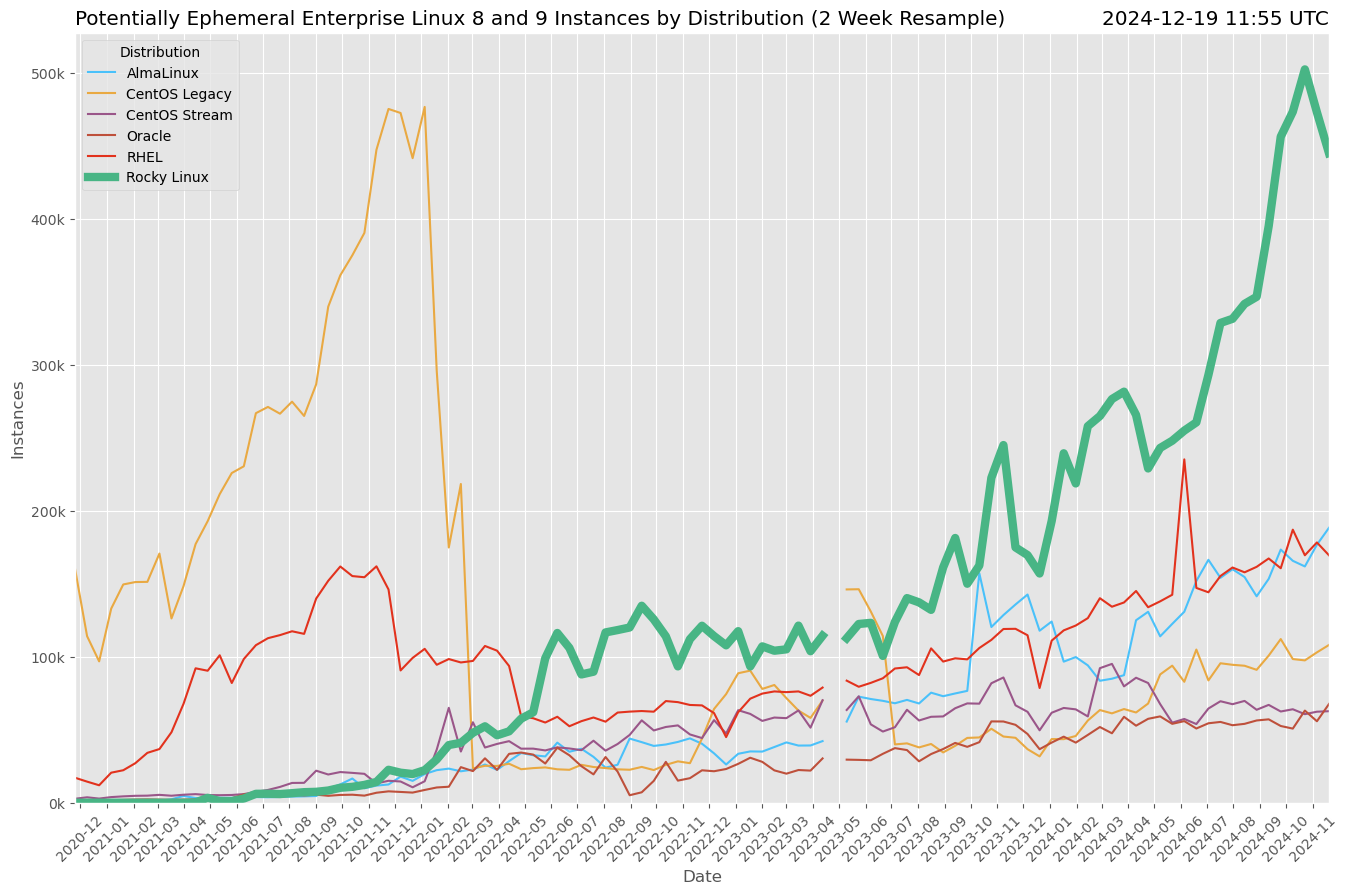 Potentially Ephemeral Enterprise Linux 8 and 9 Instances by Distribution (2 Week Resample) 2024-12-19 11:55 UTC
Distribution
AlmaLinux
CentOS Legacy
CentOS Stream
Oracle
RHEL
Rocky Linux
500k
400k
300k
200k
100k
0k
Instances
2020-12 2021-01 2021-02 2021-03 2021-04 2021-05 2021-06 2021-07 2021-08 2021-09 2021-10 2021-11 2021-12 2022-01 2022-02 2022-03 2022-04 2022-05 2022-06 2022-07 2022-08 2022-09 2022-10 2022-11 2022-12 2023-01 2023-02 2023-03 2023-04 2023-05 2023-06 2023-07 2023-08 2023-09 2023-10 2023-11 2023-12 2024-01 2024-02 2024-03 2024-04 2024-05 2024-06 2024-07 2024-08 2024-09 2024-10 2024-11
Date